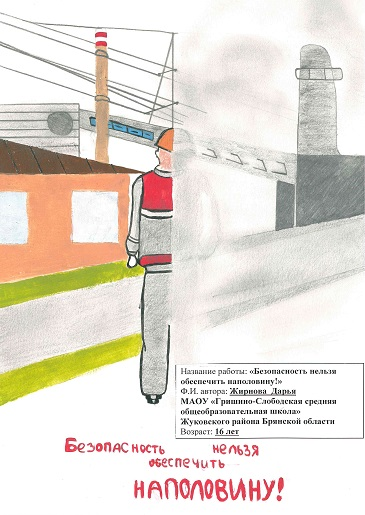 Название работы: «Безопасность нельзя
обеспечить наполовину!»
Ф.И. автора: Жирнова Дарья
МАОУ «Гришино-Слободская средняя
общеобразовательная школа»
Жуковского района Брянской области
Возраст: 16 лет
Безопасность нельзя
обеспечить
НАПОЛОВИНУ!